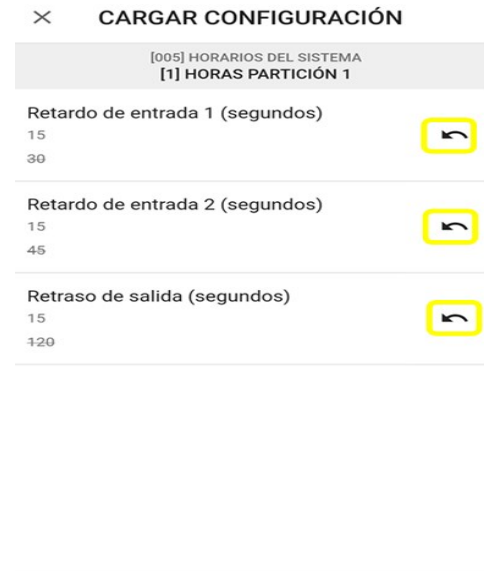 CARGAR CONFIGURACIÓN
[005] HORARIOS DEL SISTEMA
[1] HORAS PARTICIÓN 1
Retardo de entrada 1 (segundos)
15
30
Retardo de entrada 2 (segundos)
15
45
Retraso de salida (segundos)
15
120